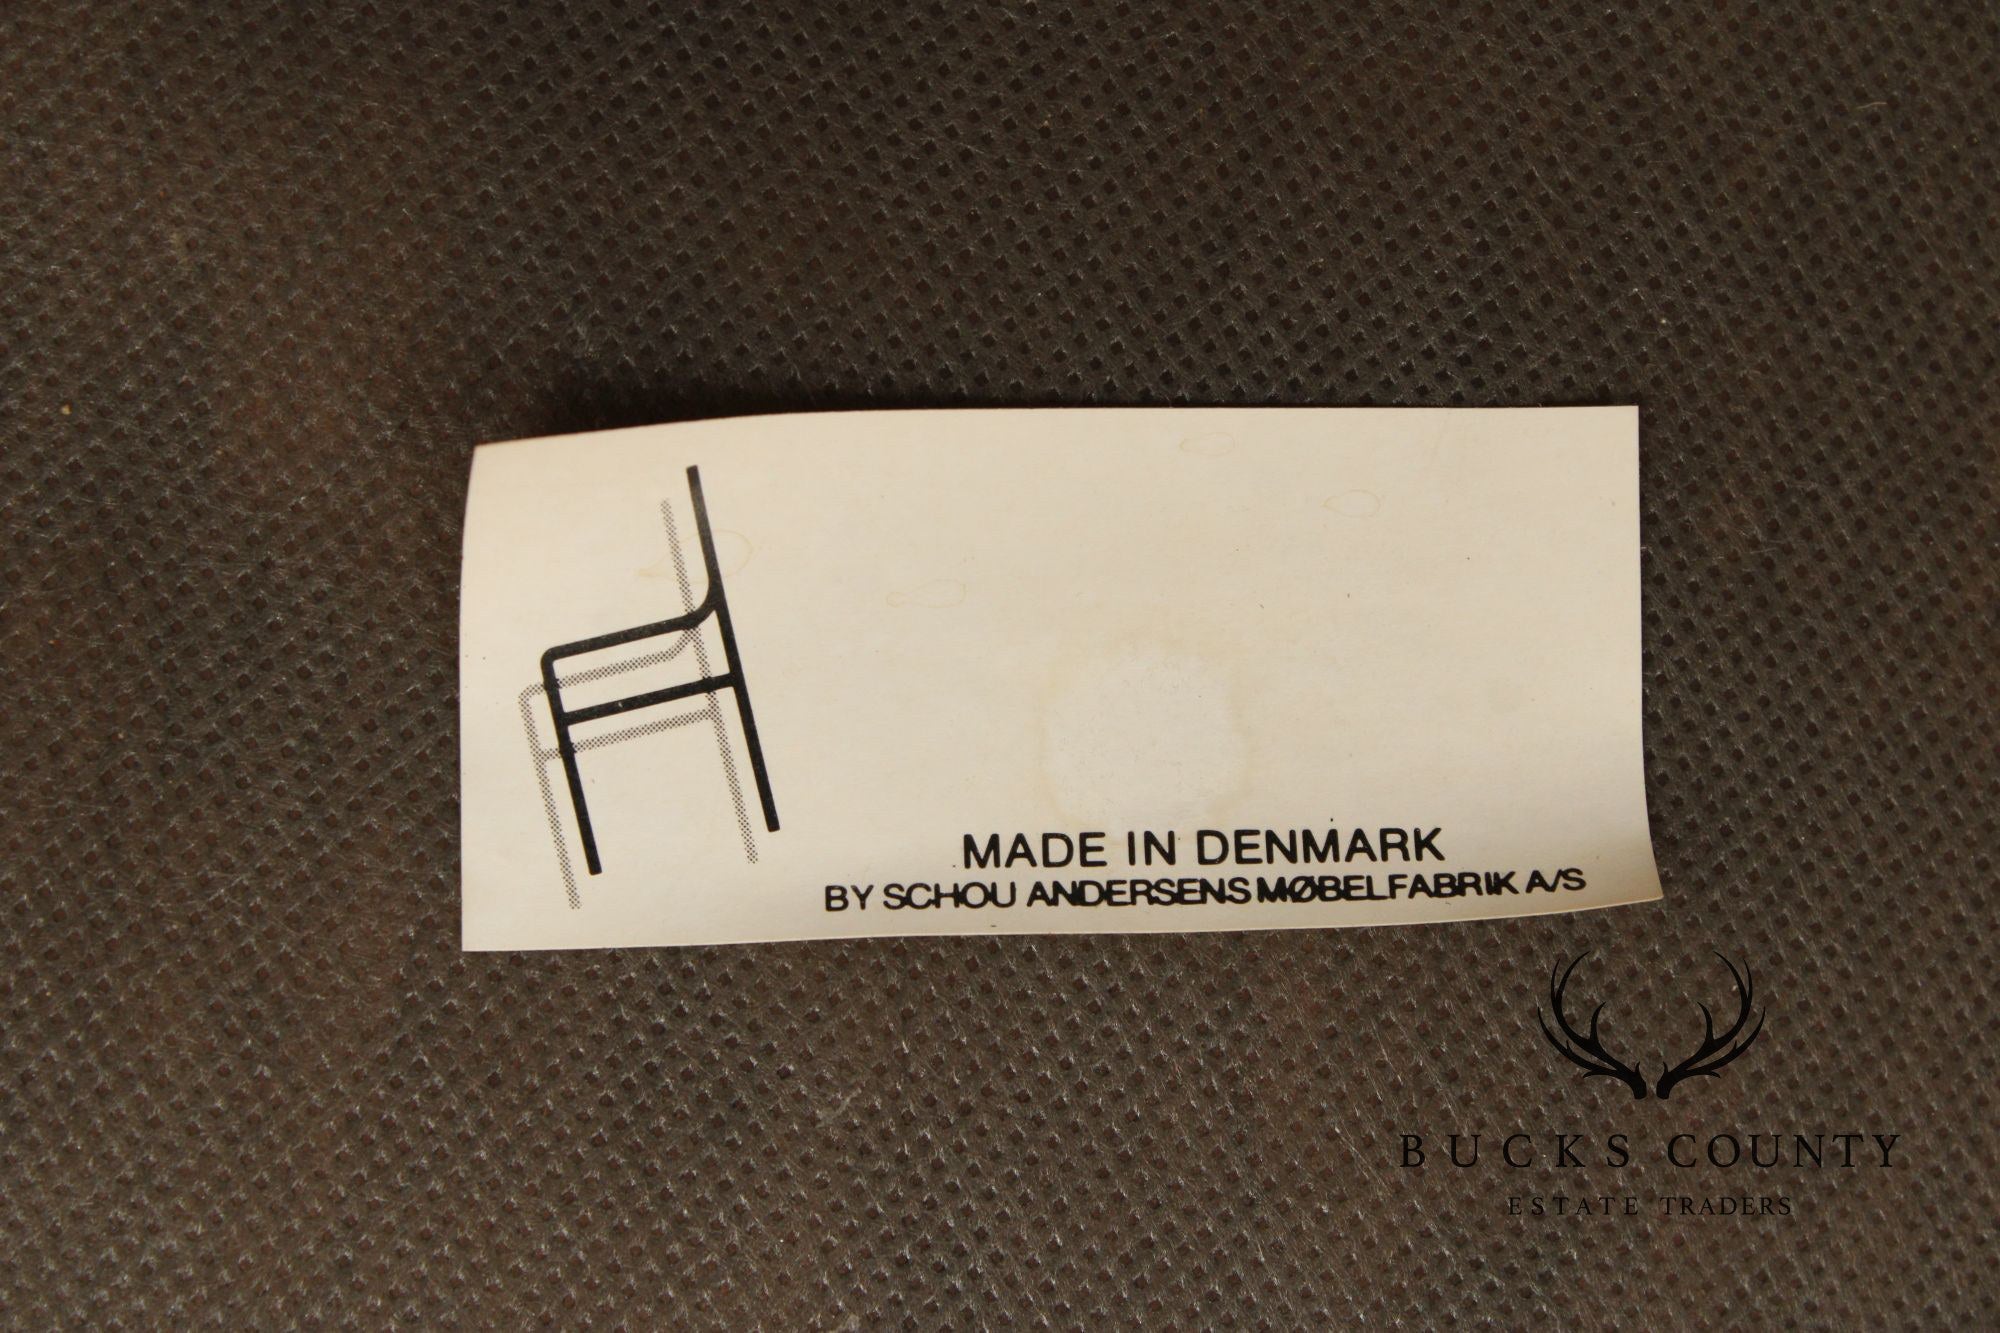 MADE IN DENMARK
BY SCHOU ANDERSENS MØBELFABRIK A/S
BUCKS COUNTY
ESTATE TRADERS